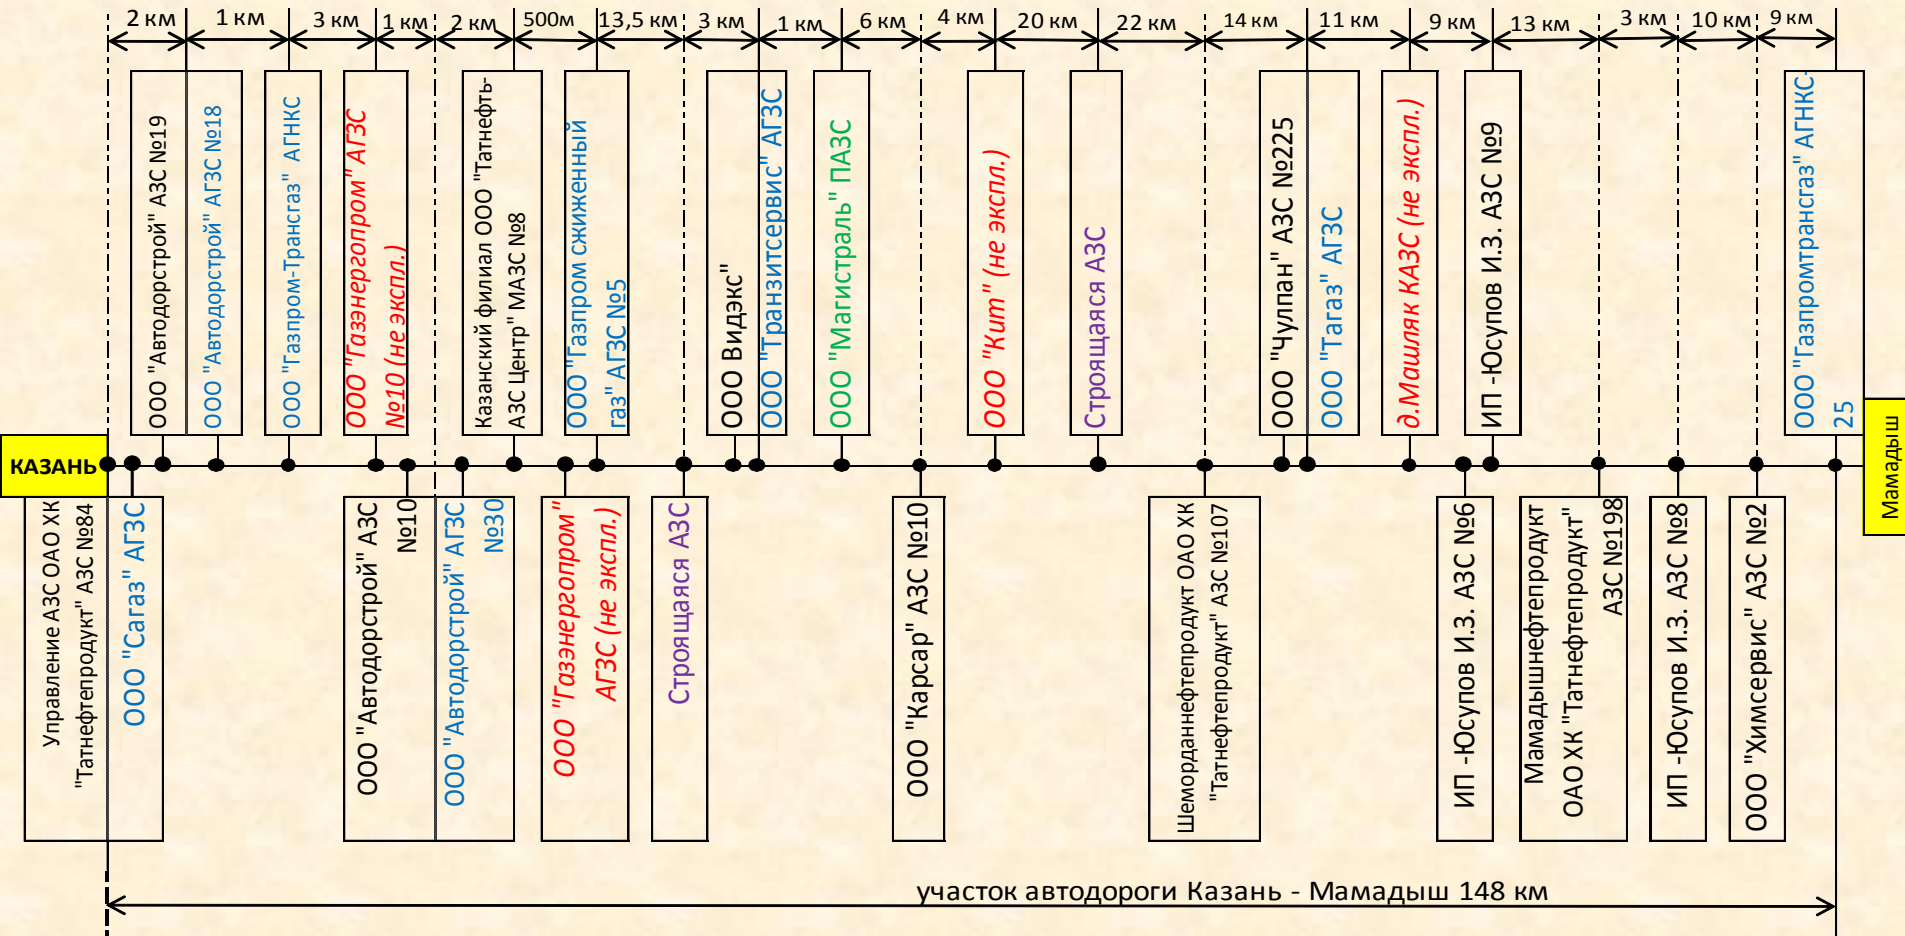 2 км
1 км
3 км
1 км
2 км
500м
13,5 км
3 км
1 км
6 км
4 км
20 км
22 км
14 км
11 км
9 км
13 км
3 км
10 км
9 км
ООО "Автодорстрой" АЗС №19
ООО "Автодорстрой" АГЗС №18
ООО "Газпром-Трансгаз" АГНКС
ООО "Газэнергопром" АГЗС
№10 (не экспл.)
Казанский филиал ООО "Татнефть-
АЗС Центр" МАЗС №8
ООО "Газпром сжиженный
газ" АГЗС №5
ООО Видэкс"
ООО "Транзитсервис" АГЗС
ООО "Магистраль" ПАЗС
ООО "Кит" (не экспл.)
Строящаяся АЗС
ООО "Чулпан" АЗС №225
ООО "Тагаз" АГЗС
д.Машляк КАЗС (не экспл.)
ИП -Юсупов И.З. АЗС №9
ООО "Газпромтрансгаз" АГНКС-
25
КАЗАНЬ
Мамадыш
Управление АЗС ОАО ХК
"Татнефтепродукт" АЗС №84
ООО "Сагаз" АГЗС
ООО "Автодорстрой" АЗС
№10
ООО "Автодорстрой" АГЗС
№30
ООО "Газэнергопром"
АГЗС (не экспл.)
Строящаяся АЗС
ООО "Карсар" АЗС №10
Шеморданнефтепродукт ОАО ХК
"Татнефтепродукт" АЗС №107
ИП -Юсупов И.З. АЗС №6
Мамадышнефтепродукт
ОАО ХК "Татнефтепродукт"
АЗС №198
ИП -Юсупов И.З. АЗС №8
ООО "Химсервис" АЗС №2
участок автодороги Казань - Мамадыш 148 км